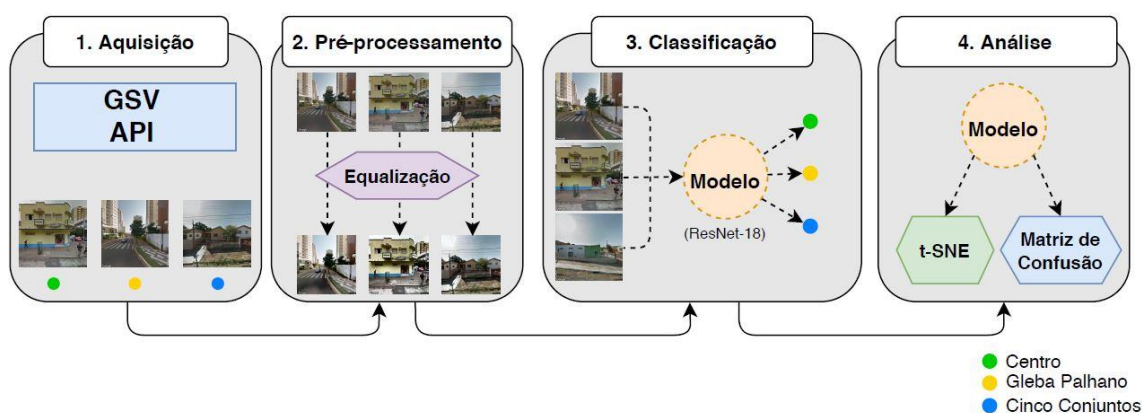 1. Aquisição
GSV
API
2. Pré-processamento
Equalização
3. Classificação
Modelo
(ResNet-18)
4. Análise
Modelo
t-SNE
Matriz de
Confusão
Centro
Gleba Palhano
Cinco Conjuntos